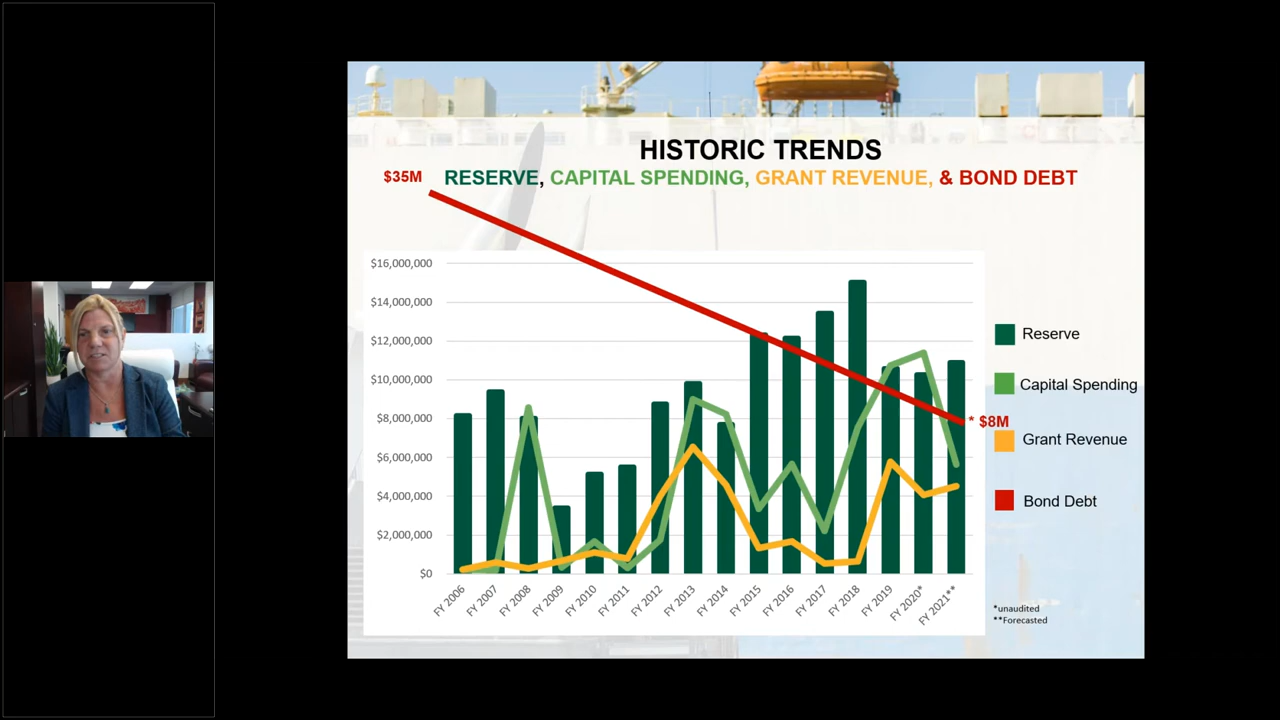 HISTORIC TRENDS
$35M
RESERVE, CAPITAL SPENDING, GRANT REVENUE, & BOND DEBT
$16,000,000
$14,000,000
$12,000,000
$10,000,000
$8,000,000
$6,000,000
$4,000,000
$2,000,000
$0
FY 2006
FY 2007
FY 2008
FY 2009
FY 2010
FY 2011
FY 2012
FY 2013
FY 2014
FY 2015
FY 2016
FY 2017
FY 2018
FY 2019
FY 2020*
FY 2021**
* $8M
Reserve
Capital Spending
Grant Revenue
Bond Debt
*unaudited
**Forecasted